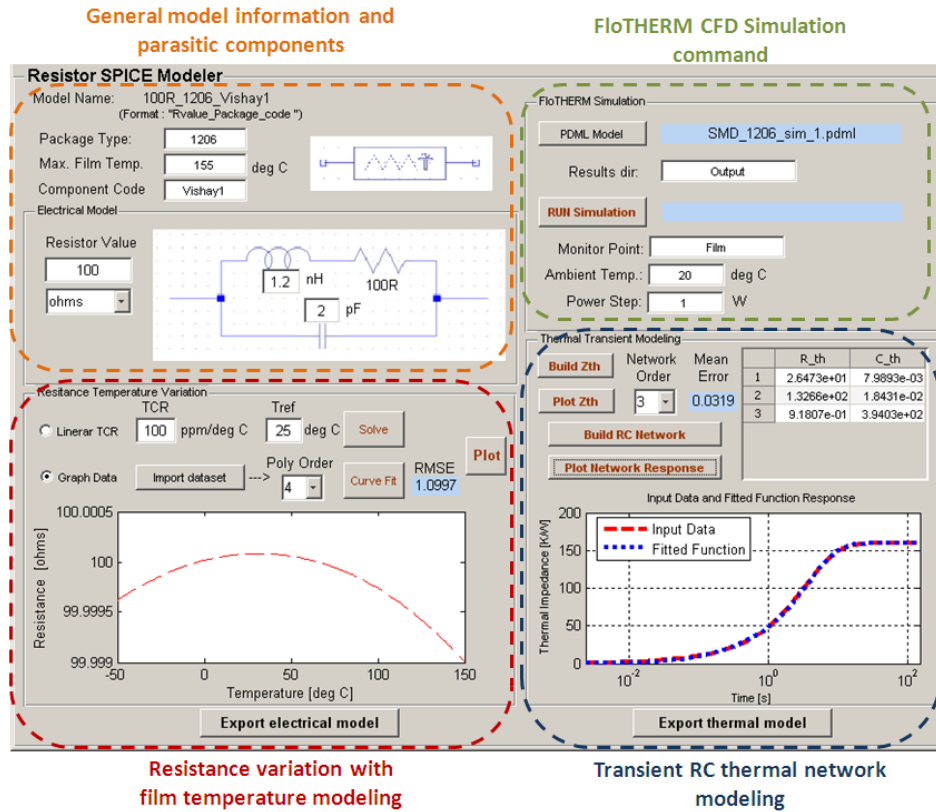 General model information and
parasitic components
FloTHERM CFD Simulation
command
Resistor SPICE Modeler
Model Name: 100R_1206_Vishay1
(Format : "Rvalue_Package_code ")
Package Type: 1206
Max. Film Temp. 155 deg C
Component Code Vishay1
Electrical Model
Resistor Value
100
ohms
1.2 nH
100R
2 pF
FloTHERM Simulation
PDML Model SMD_1206_sim_1.pdml
Results dir: Output
RUN Simulation
Monitor Point: Film
Ambient Temp.: 20 deg C
Power Step: 1 W
Resitance Temperature Variation
TCR Tref
Linerar TCR 100 ppm/deg C 25 deg C Solve
Plot
Graph Data Import dataset ---> Poly Order 4 Curve Fit RMSE 1.0997
100.0005
100
99.9995
99.999
Resistance [ohms]
-50 0 50 100 150
Temperature [deg C]
Export electrical model
Thermal Transient Modeling
Build Zth Network Order Mean Error
Plot Zth 3 0.0319
Build RC Network
Plot Network Response
R_th C_th
1 2.6473e+01 7.9893e-03
2 1.3266e+02 1.8431e-02
3 9.1807e-01 3.9403e+02
Input Data and Fitted Function Response
Input Data
Fitted Function
200
150
100
50
0
Thermal Impedance [K/W]
10-2 100 102
Time [s]
Export thermal model
Resistance variation with
film temperature modeling
Transient RC thermal network
modeling